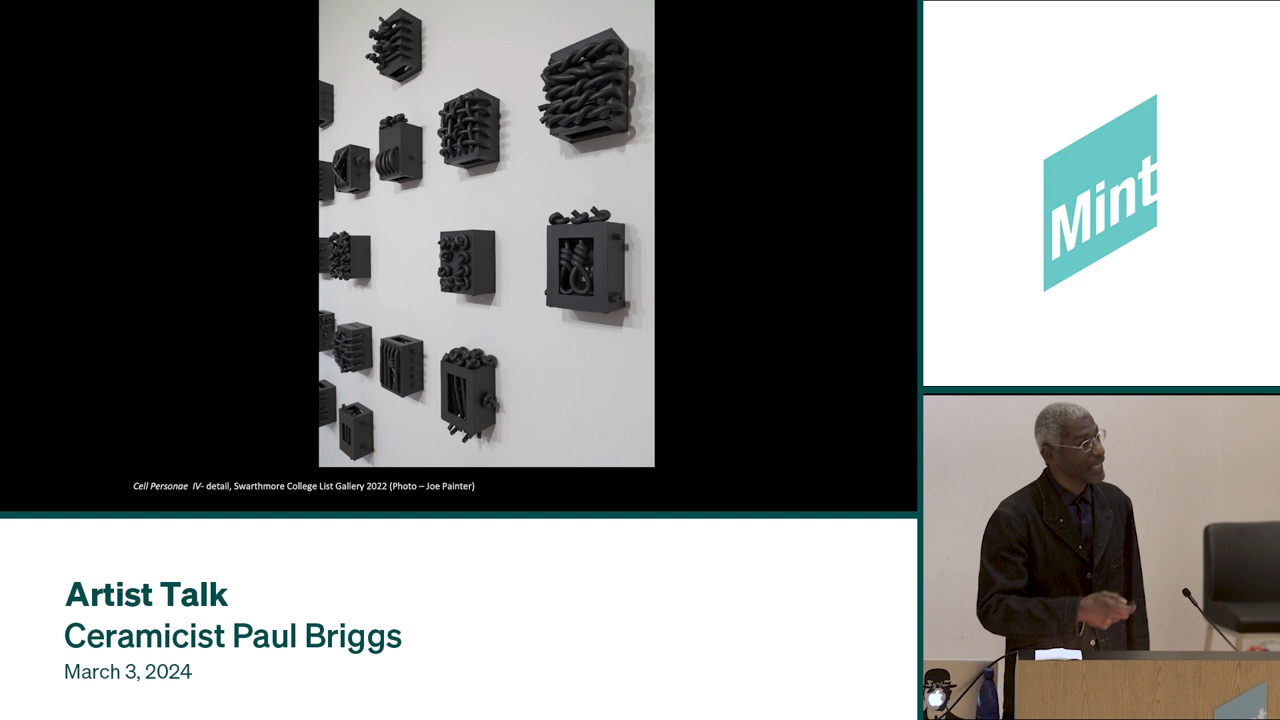 Cell Personae IV- detail, Swarthmore College List Gallery 2022 (Photo – Joe Painter)
Mint
Artist Talk
Ceramicist Paul Briggs
March 3, 2024